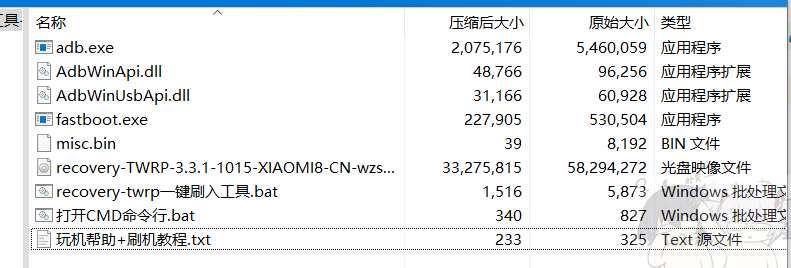 工具-
名称 压缩后大小 原始大小 类型
adb.exe 2,075,176 5,460,059 应用程序
AdbWinApi.dll 48,766 96,256 应用程序扩展
AdbWinUsbApi.dll 31,166 60,928 应用程序扩展
fastboot.exe 227,905 530,504 应用程序
misc.bin 39 8,192 BIN 文件
recovery-TWRP-3.3.1-1015-XIAOMI8-CN-wzs... 33,275,815 58,294,272 光盘映像文件
recovery-twrp一键刷入工具.bat 1,516 5,873 Windows 批处理文
打开CMD命令行.bat 340 827 Windows 批处理文
玩机帮助+刷机教程.txt 233 325 Text 源文件